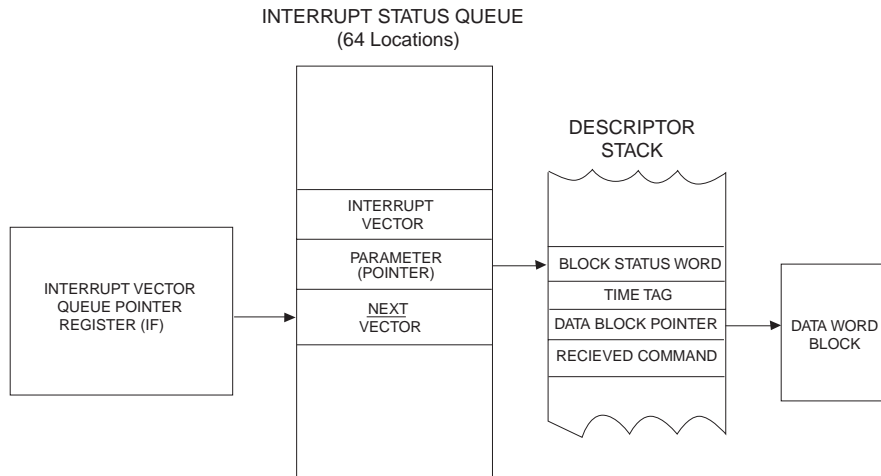 INTERRUPT STATUS QUEUE
(64 Locations)
DESCRIPTOR
STACK
INTERRUPT
VECTOR
PARAMETER
(POINTER)
NEXT
VECTOR
INTERRUPT VECTOR
QUEUE POINTER
REGISTER (IF)
BLOCK STATUS WORD
TIME TAG
DATA BLOCK POINTER
RECIEVED COMMAND
DATA WORD
BLOCK